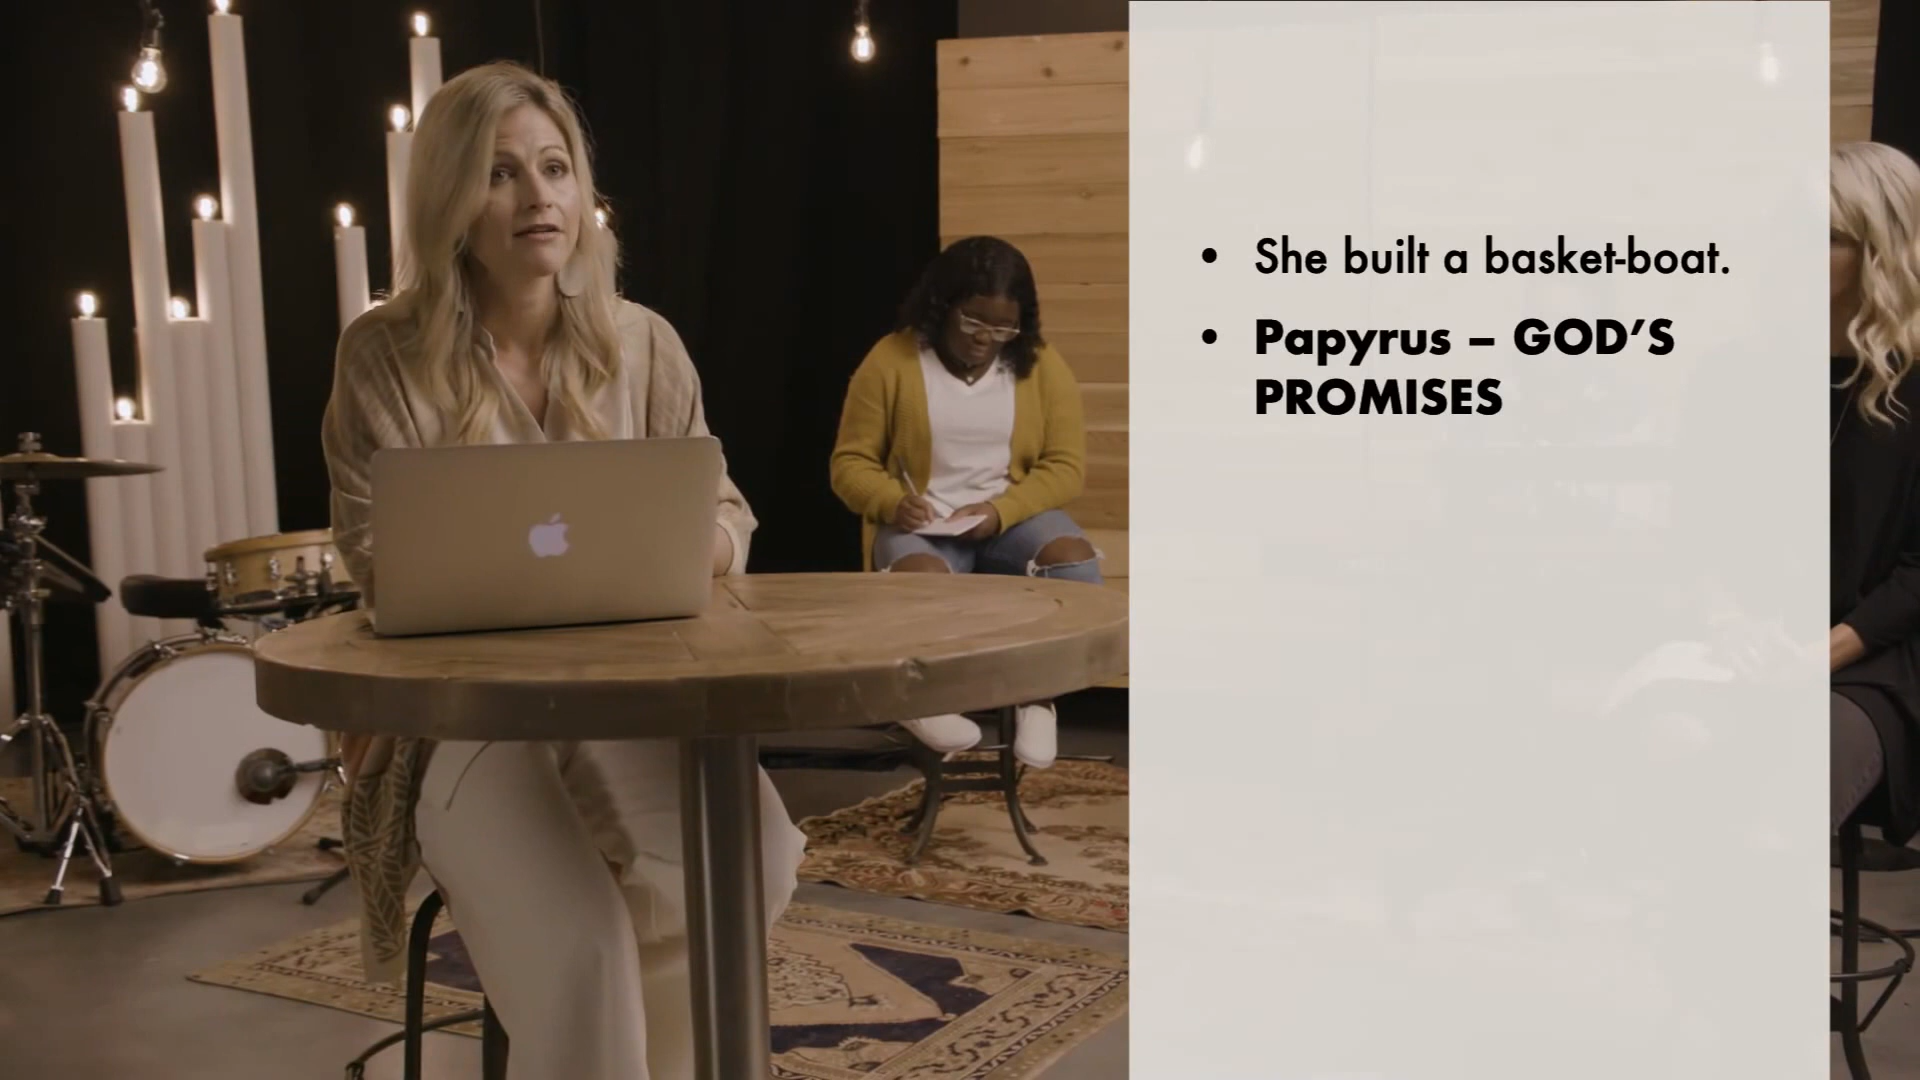 • She built a basket-boat.
• Papyrus – GOD’S
PROMISES